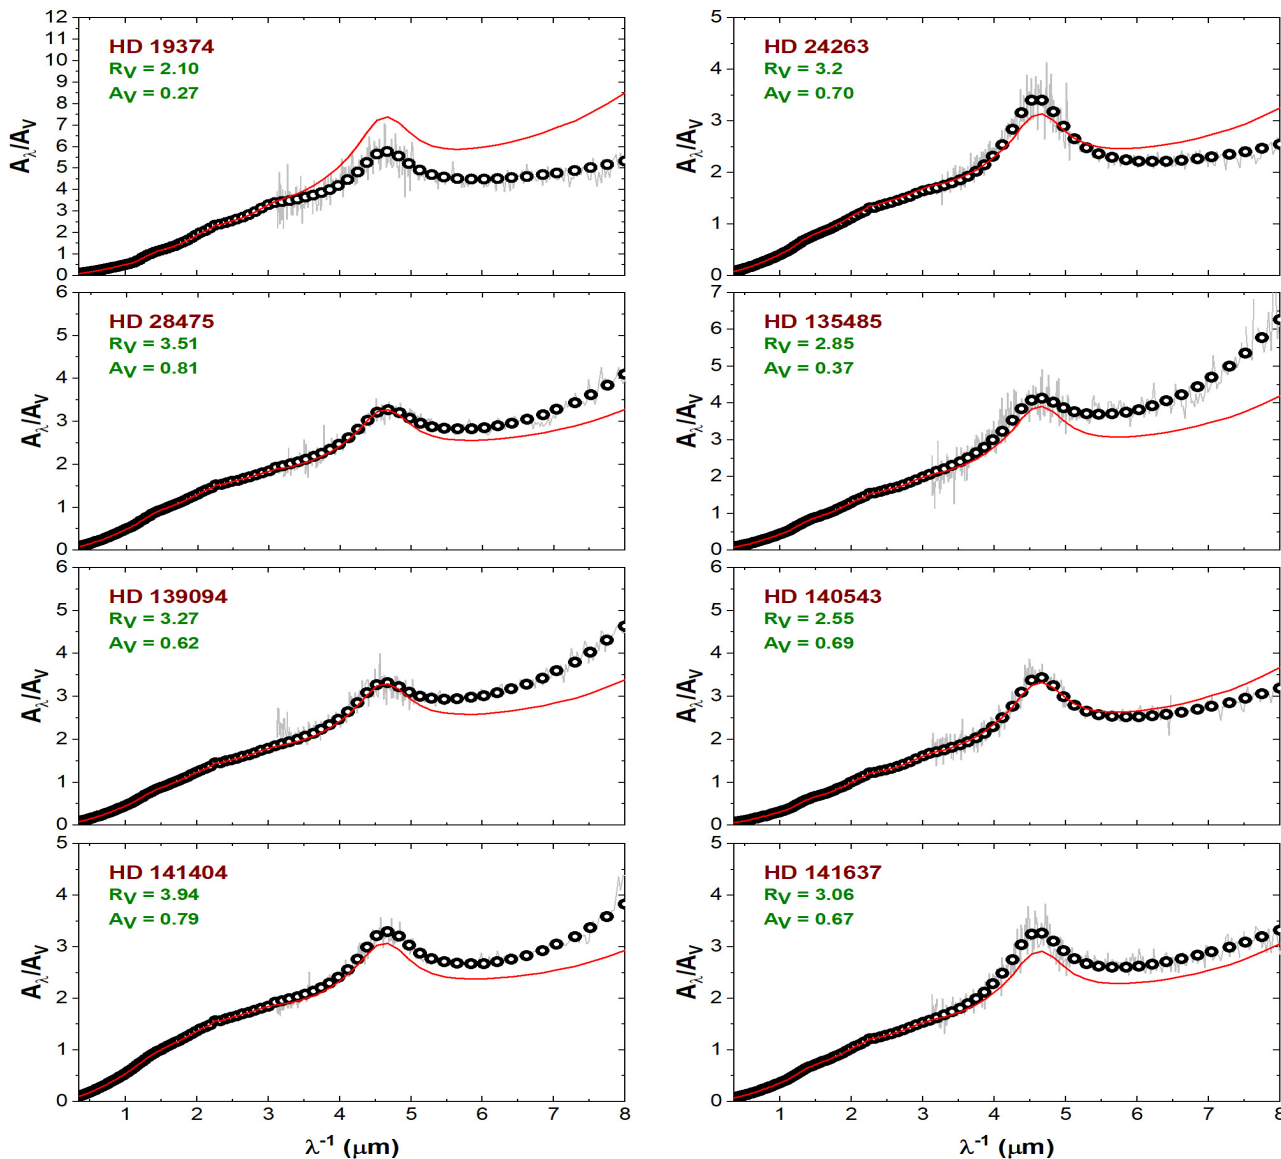 12
11
10
9
8
7
6
5
4
3
2
1
0
Aλ/AV
HD 19374
RV = 2.10
AV = 0.27
5
4
3
2
1
0
Aλ/AV
HD 24263
RV = 3.2
AV = 0.70
6
5
4
3
2
1
0
Aλ/AV
HD 28475
RV = 3.51
AV = 0.81
7
6
5
4
3
2
1
0
Aλ/AV
HD 135485
RV = 2.85
AV = 0.37
6
5
4
3
2
1
0
Aλ/AV
HD 139094
RV = 3.27
AV = 0.62
6
5
4
3
2
1
0
Aλ/AV
HD 140543
RV = 2.55
AV = 0.69
5
4
3
2
1
0
Aλ/AV
HD 141404
RV = 3.94
AV = 0.79
1 2 3 4 5 6 7 8
λ-1 (μm)
5
4
3
2
1
0
Aλ/AV
HD 141637
RV = 3.06
AV = 0.67
1 2 3 4 5 6 7 8
λ-1 (μm)